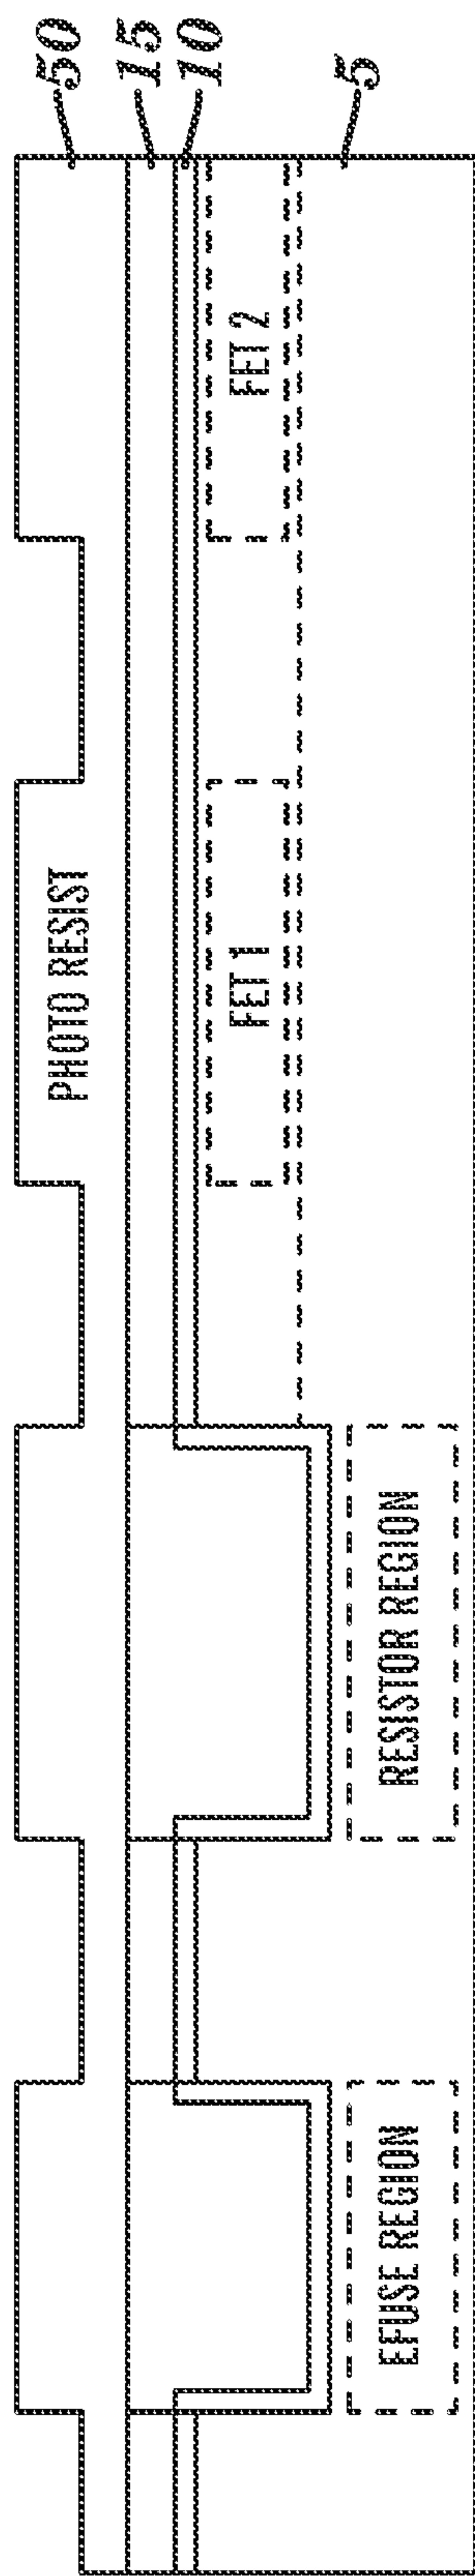 50
15
10
5
PHOTO RESIST
FET 1
FET 2
EFUSE REGION
RESISTOR REGION